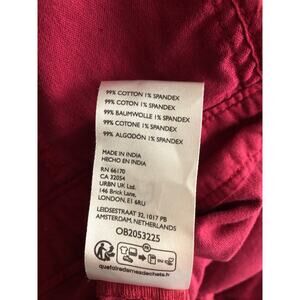 99% COTTON 1% SPANDEX
99% COTON 1% SPANDEX
99% BAUMWOLLE 1% SPANDEX
99% COTONE 1% SPANDEX
99% ALGODÓN 1% SPANDEX
MADE IN INDIA
HECHO EN INDIA
RN 66170
CA 32054
URBN UK Ltd.
146 Brick Lane,
LONDON, E1 6RU
LEIDSESTRAAT 32, 1017 PB
AMSTERDAM, NETHERLANDS
OB2053225
FR
quefairedemesdechets.fr